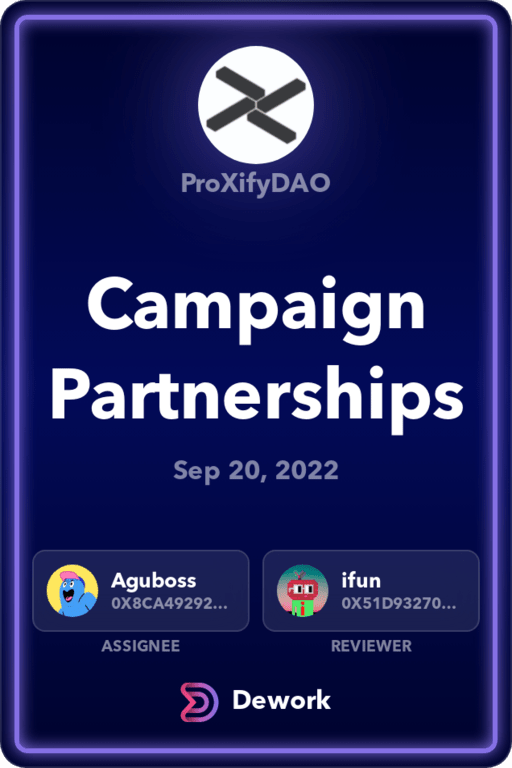 ProXifyDAO
Campaign
Partnerships
Sep 20, 2022
Aguboss
0X8CA49292...
ASSIGNEE
ifun
0X51D93270...
REVIEWER
Dework